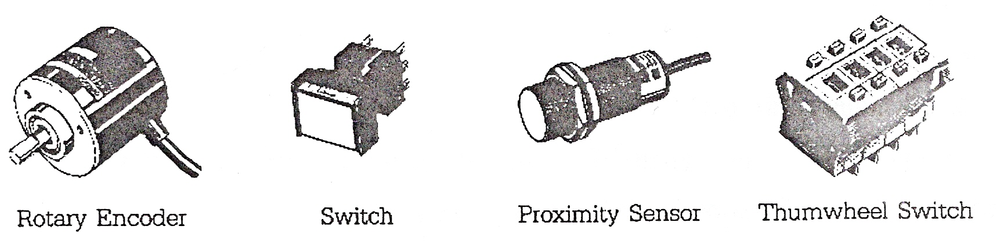 Rotary Encoder
Switch
Proximity Sensor
Thumwheel Switch